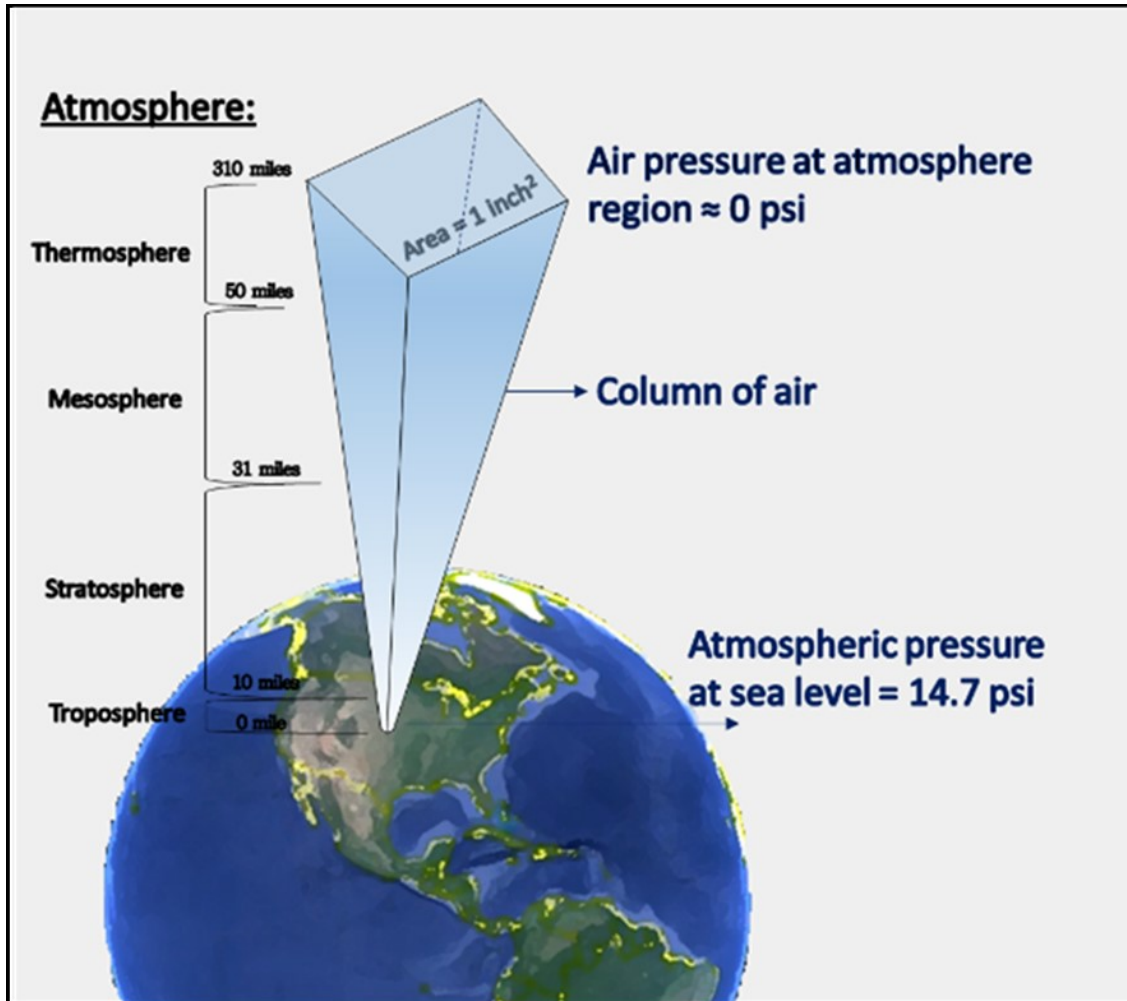 Atmosphere:
310 miles
Thermosphere
50 miles
Mesosphere
31 miles
Stratosphere
10 miles
Troposphere
0 mile
Area = 1 inch²
Air pressure at atmosphere
region ≈ 0 psi
Column of air
Atmospheric pressure
at sea level = 14.7 psi